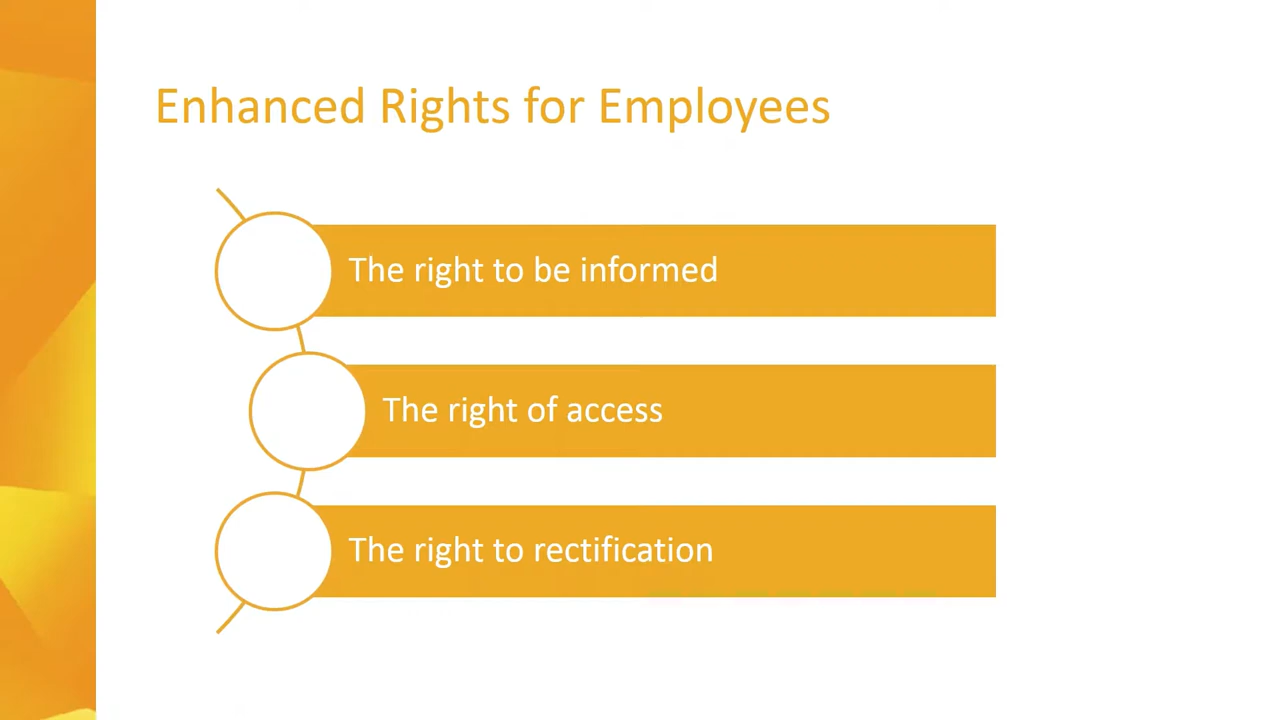 Enhanced Rights for Employees
The right to be informed
The right of access
The right to rectification